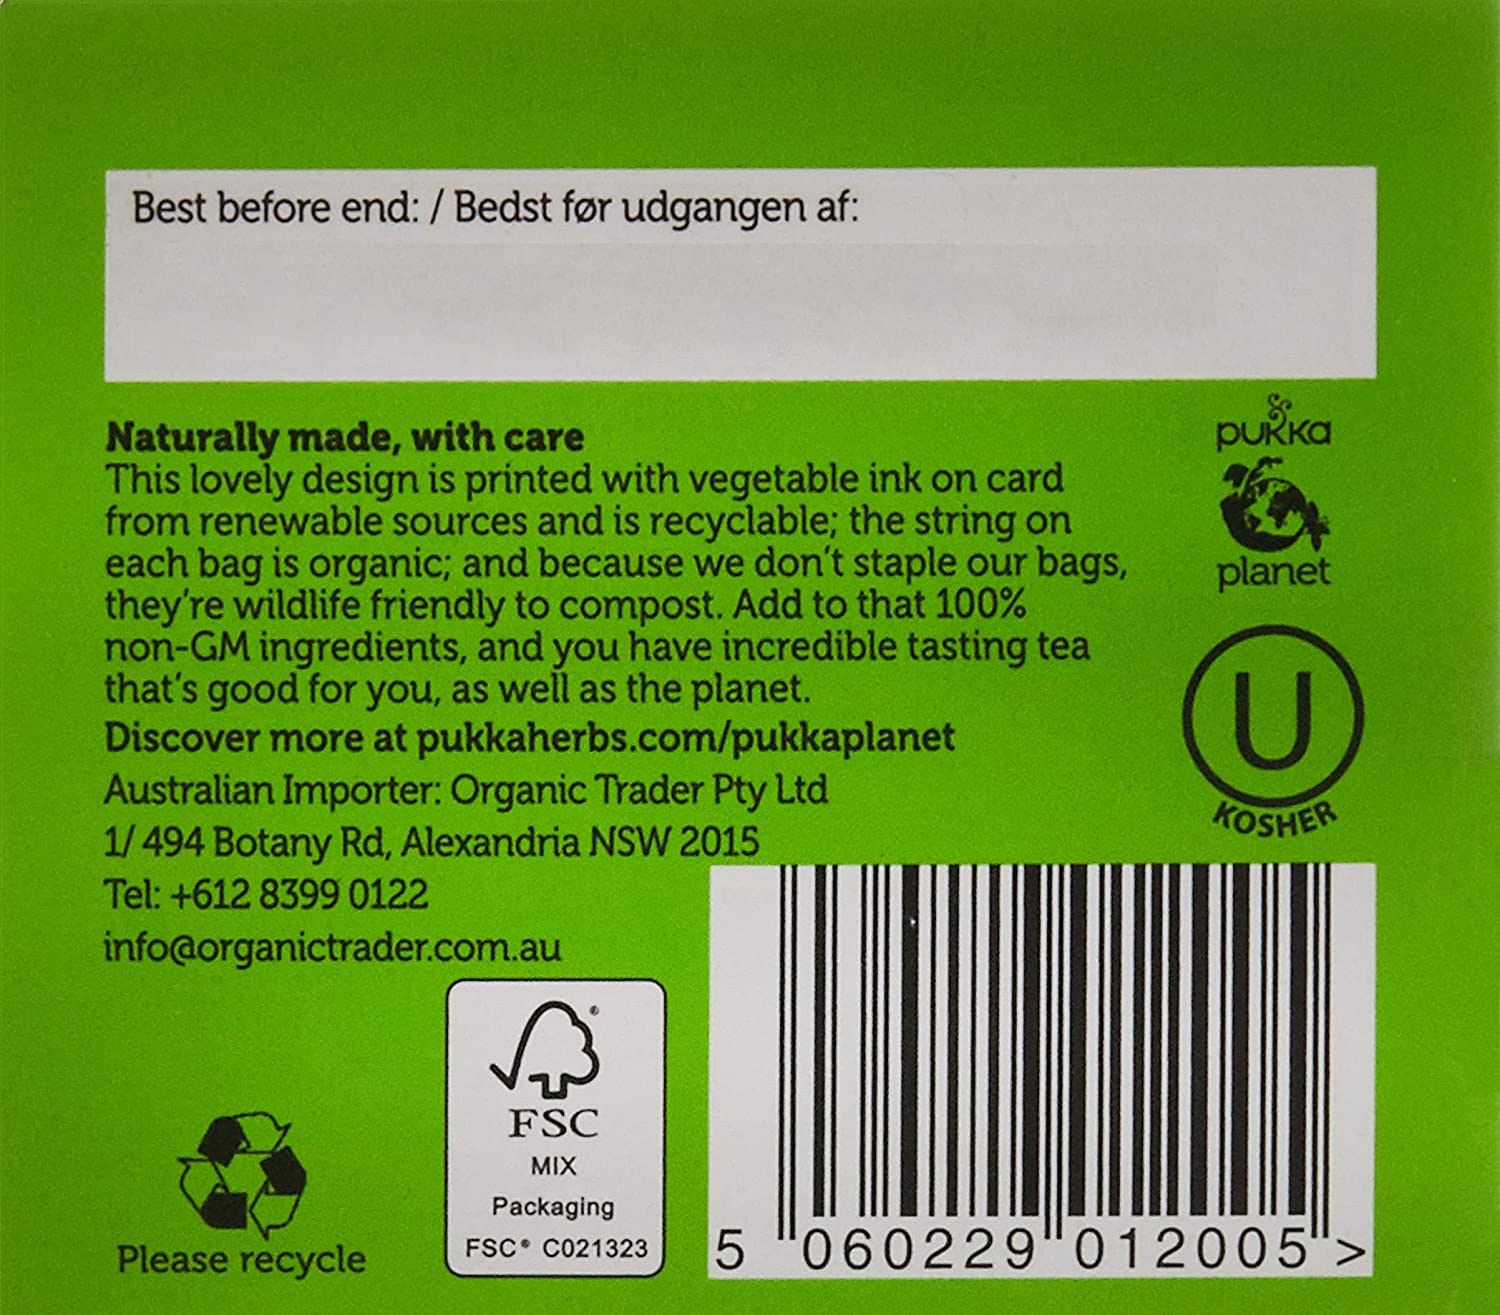 Best before end: / Bedst før udgangen af:
Naturally made, with care
This lovely design is printed with vegetable ink on card
from renewable sources and is recyclable; the string on
each bag is organic; and because we don't staple our bags,
they're wildlife friendly to compost. Add to that 100%
non-GM ingredients, and you have incredible tasting tea
that's good for you, as well as the planet.
Discover more at pukkaherbs.com/pukkaplanet
Australian Importer: Organic Trader Pty Ltd
1/ 494 Botany Rd, Alexandria NSW 2015
Tel: +612 8399 0122
info@organictrader.com.au
pukka
planet
U
KOSHER
FSC
MIX
Packaging
FSC® C021323
Please recycle
5 060229 012005 >